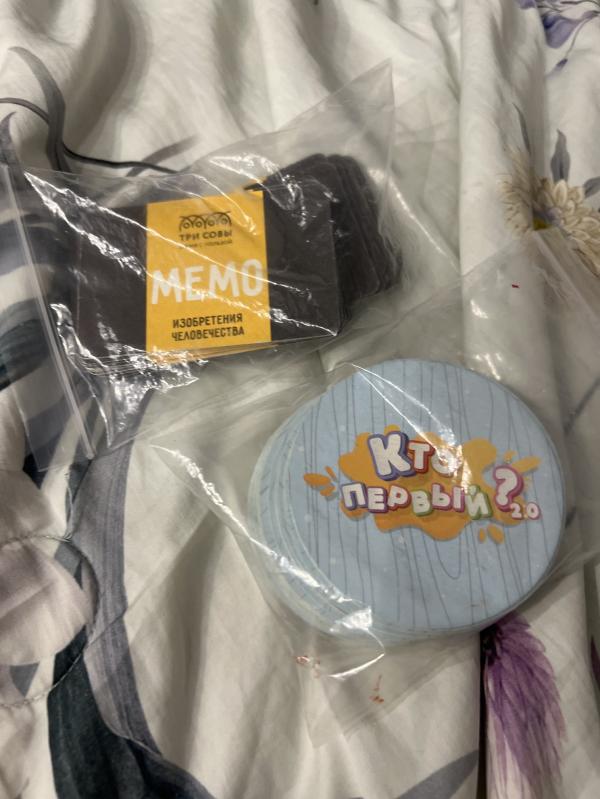 ТРИ СОВЫ
МЕМО
ИЗОБРЕТЕНИЯ
ЧЕЛОВЕЧЕСТВА
КТО
ПЕРВЫЙ?
2.0